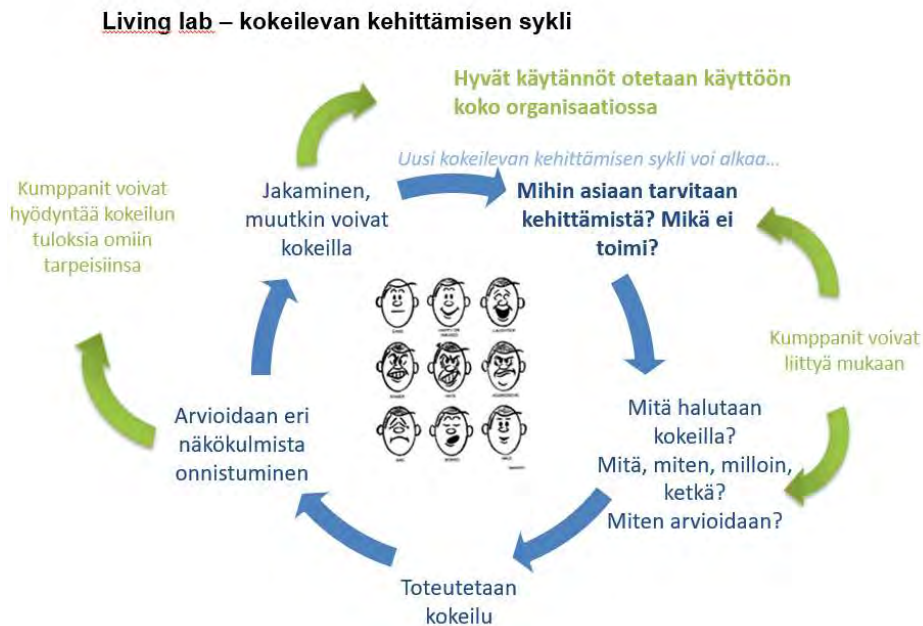 Living lab – kokeilevan kehittämisen sykli
Hyvät käytännöt otetaan käyttöön
koko organisaatiossa
Uusi kokeilevan kehittämisen sykli voi alkaa...
Mihin asiaan tarvitaan
kehittämistä? Mikä ei
toimi?
Kumppanit voivat
liittyä mukaan
Mitä halutaan
kokeilla?
Mitä, miten, milloin,
ketkä?
Miten arvioidaan?
Toteutetaan
kokeilu
Arvioidaan eri
näkökulmista
onnistuminen
Kumppanit voivat
hyödyntää kokeilun
tuloksia omiin
tarpeisiinsa
Jakaminen,
muutkin voivat
kokeilla